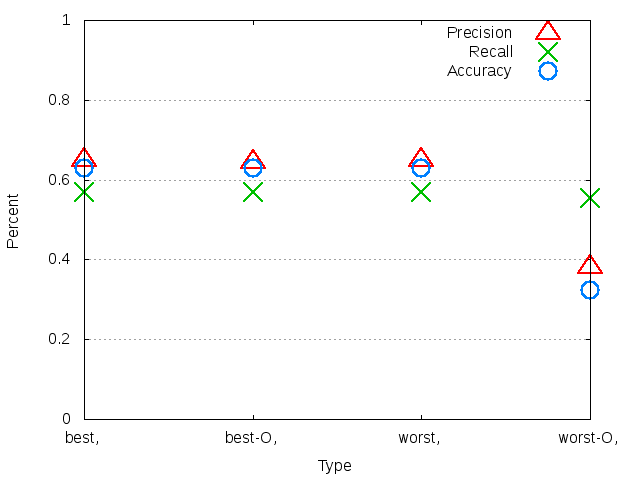 1
Precision
Recall
Accuracy
0.8
0.6
0.4
0.2
0
Percent
best,
best-O,
worst,
worst-O,
Type